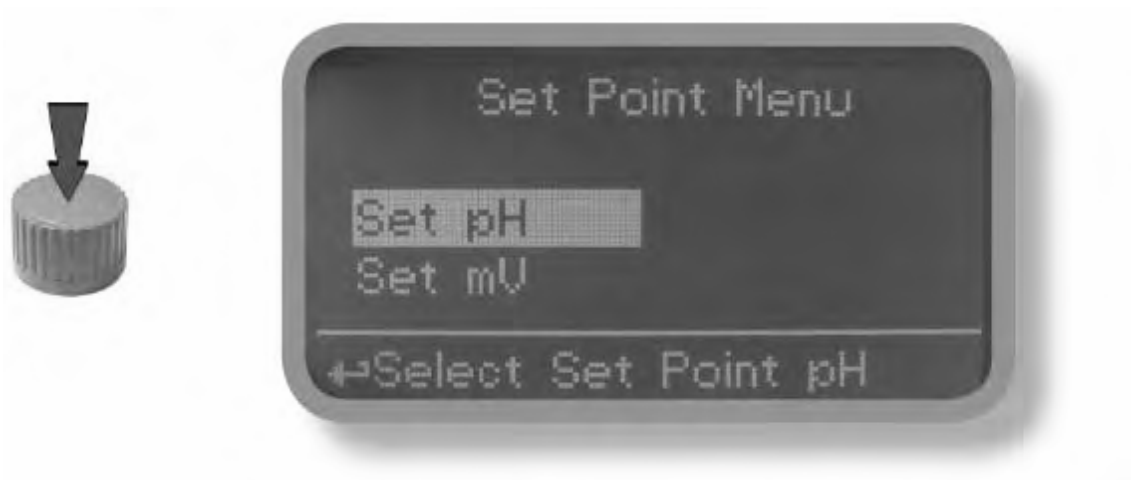 Set Point Menu
Set pH
Set mV
↵Select Set Point pH